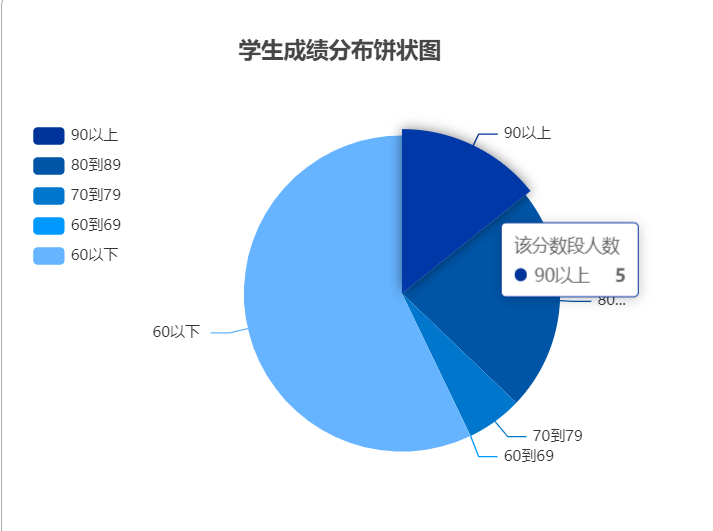 学生成绩分布饼状图
90以上
80到89
70到79
60到69
60以下
90以上
该分数段人数
90以上 5
80...
60以下
70到79
60到69